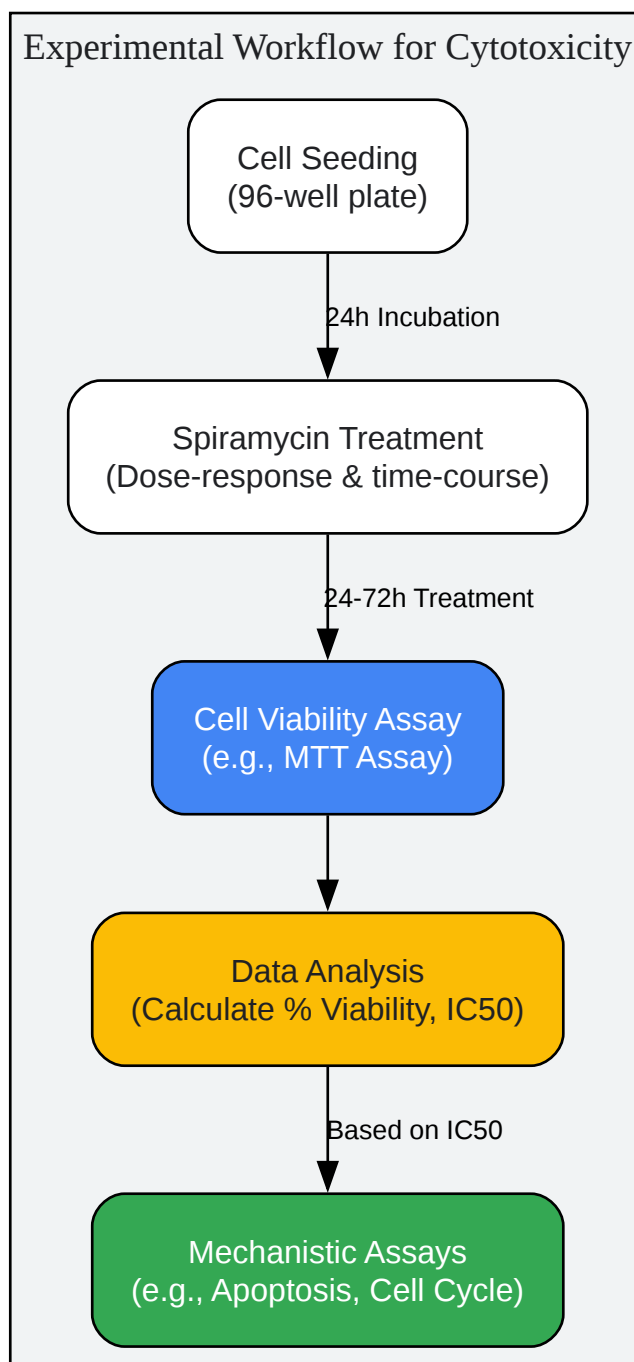 Experimental Workflow for Cytotoxicity
Cell Seeding
(96-well plate)
24h Incubation
Spiramycin Treatment
(Dose-response & time-course)
24-72h Treatment
Cell Viability Assay
(e.g., MTT Assay)
Data Analysis
(Calculate % Viability, IC50)
Based on IC50
Mechanistic Assays
(e.g., Apoptosis, Cell Cycle)